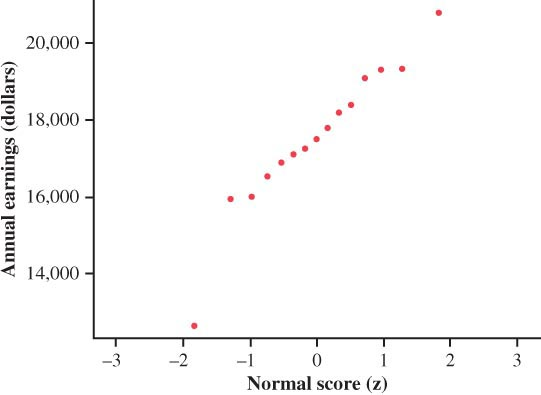 Annual earnings (dollars)
20,000
18,000
16,000
14,000
–3 –2 –1 0 1 2 3
Normal score (z)